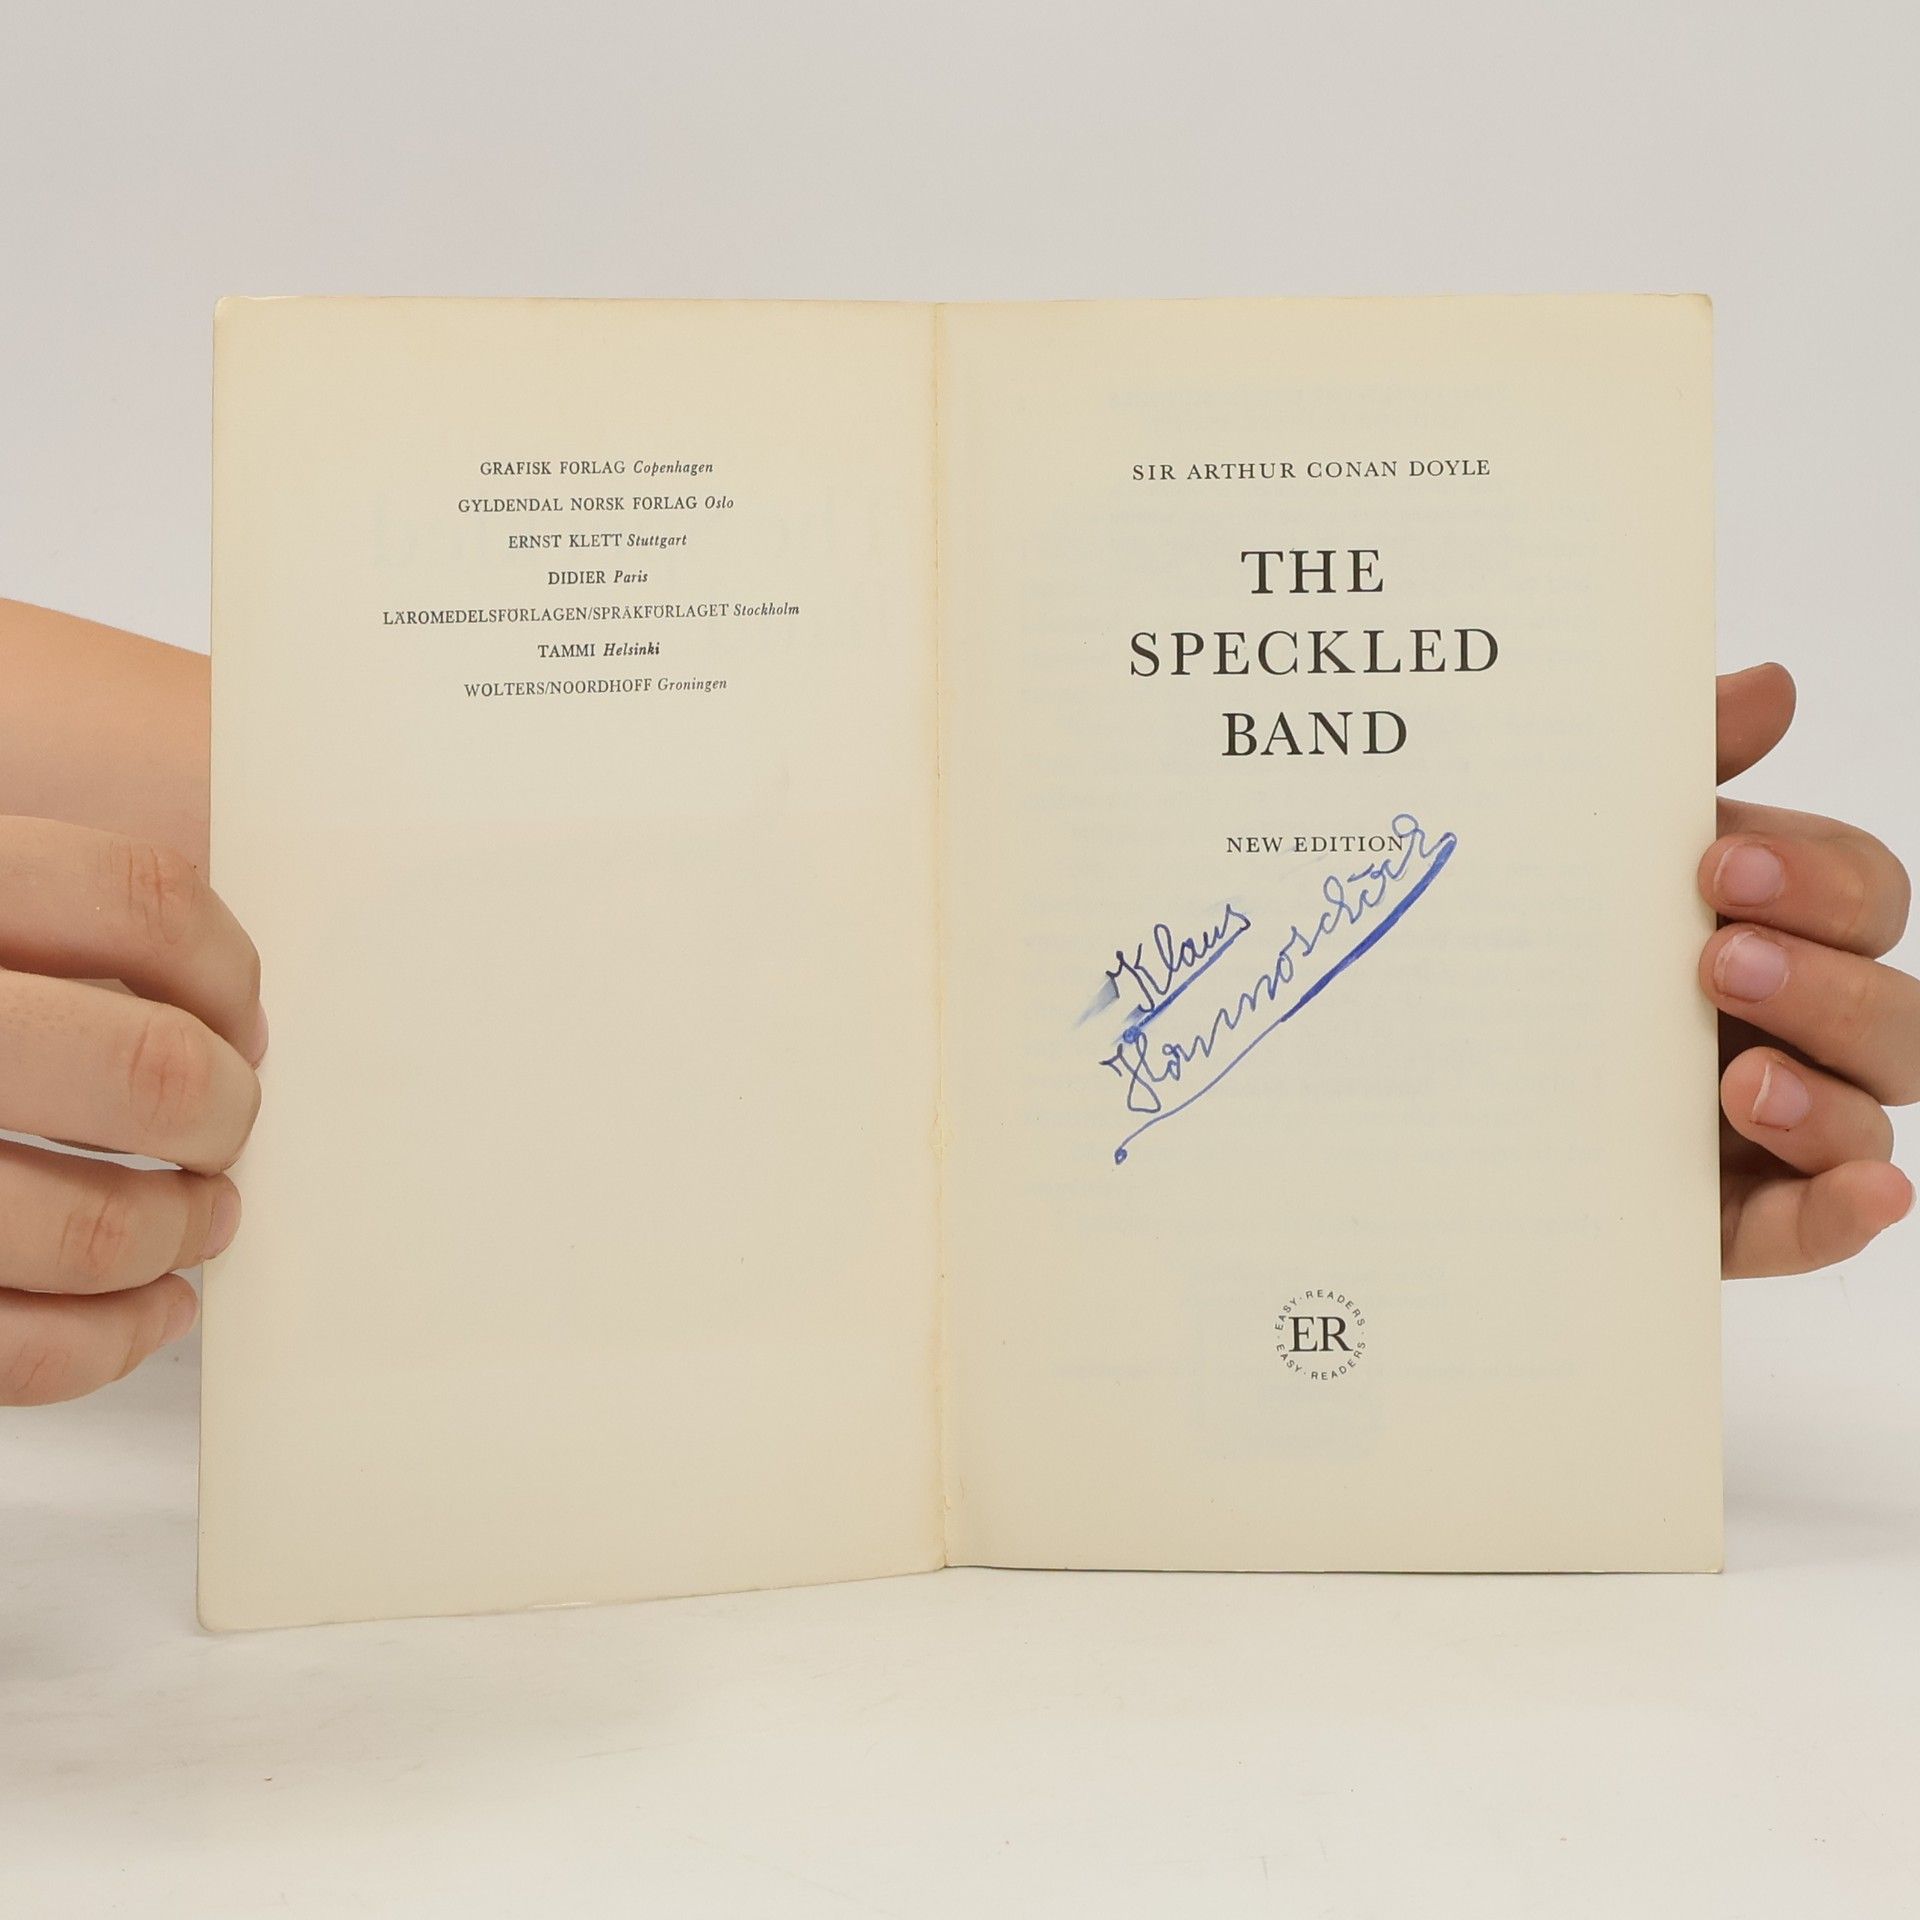 GRAFISK FORLAG Copenhagen
GYLDENDAL NORSK FORLAG Oslo
ERNST KLETT Stuttgart
DIDIER Paris
LÄROMEDELSFÖRLAGEN/SPRÅKFÖRLAGET Stockholm
TAMMI Helsinki
WOLTERS/NOORDHOFF Groningen
SIR ARTHUR CONAN DOYLE
THE
SPECKLED
BAND
NEW EDITION
Klaus
EASY · READERS · EASY · READERS ·
ER